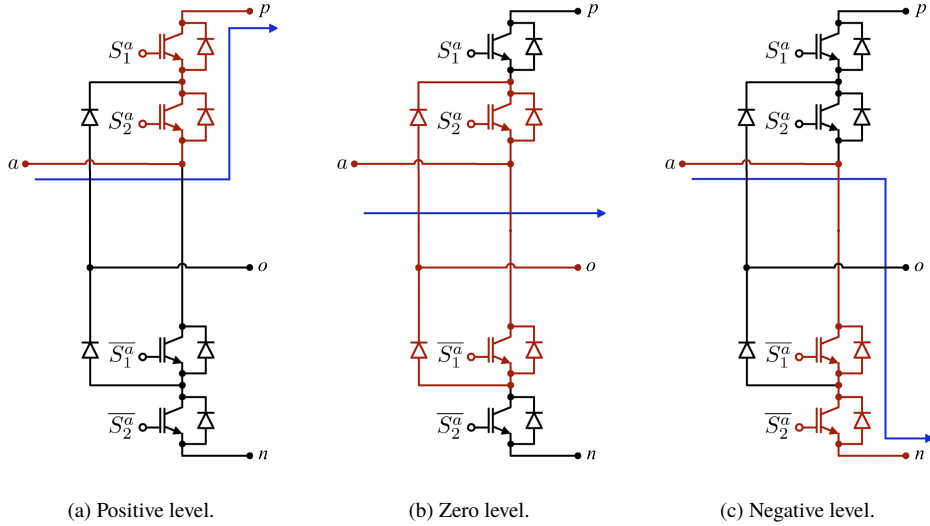 p p p
S₁ᵃ S₁ᵃ S₁ᵃ
S₂ᵃ S₂ᵃ S₂ᵃ
a a a
o o o
S̅₁ᵃ S̅₁ᵃ S̅₁ᵃ
S̅₂ᵃ S̅₂ᵃ S̅₂ᵃ
n n n
(a) Positive level. (b) Zero level. (c) Negative level.